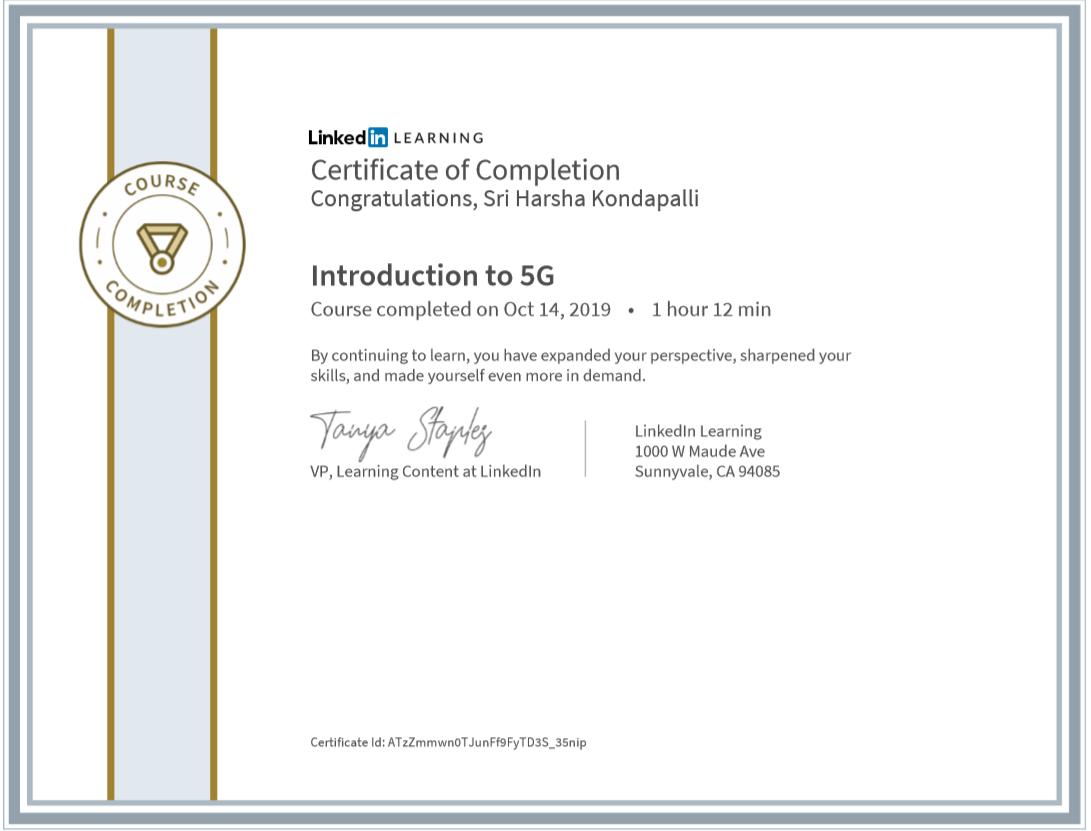 LinkedIn LEARNING
Certificate of Completion
Congratulations, Sri Harsha Kondapalli
COURSE
COMPLETION
Introduction to 5G
Course completed on Oct 14, 2019 • 1 hour 12 min
By continuing to learn, you have expanded your perspective, sharpened your
skills, and made yourself even more in demand.
Tanya Staples
VP, Learning Content at LinkedIn
LinkedIn Learning
1000 W Maude Ave
Sunnyvale, CA 94085
Certificate Id: ATzZmmwn0TJunFf9FyTD3S_35nip